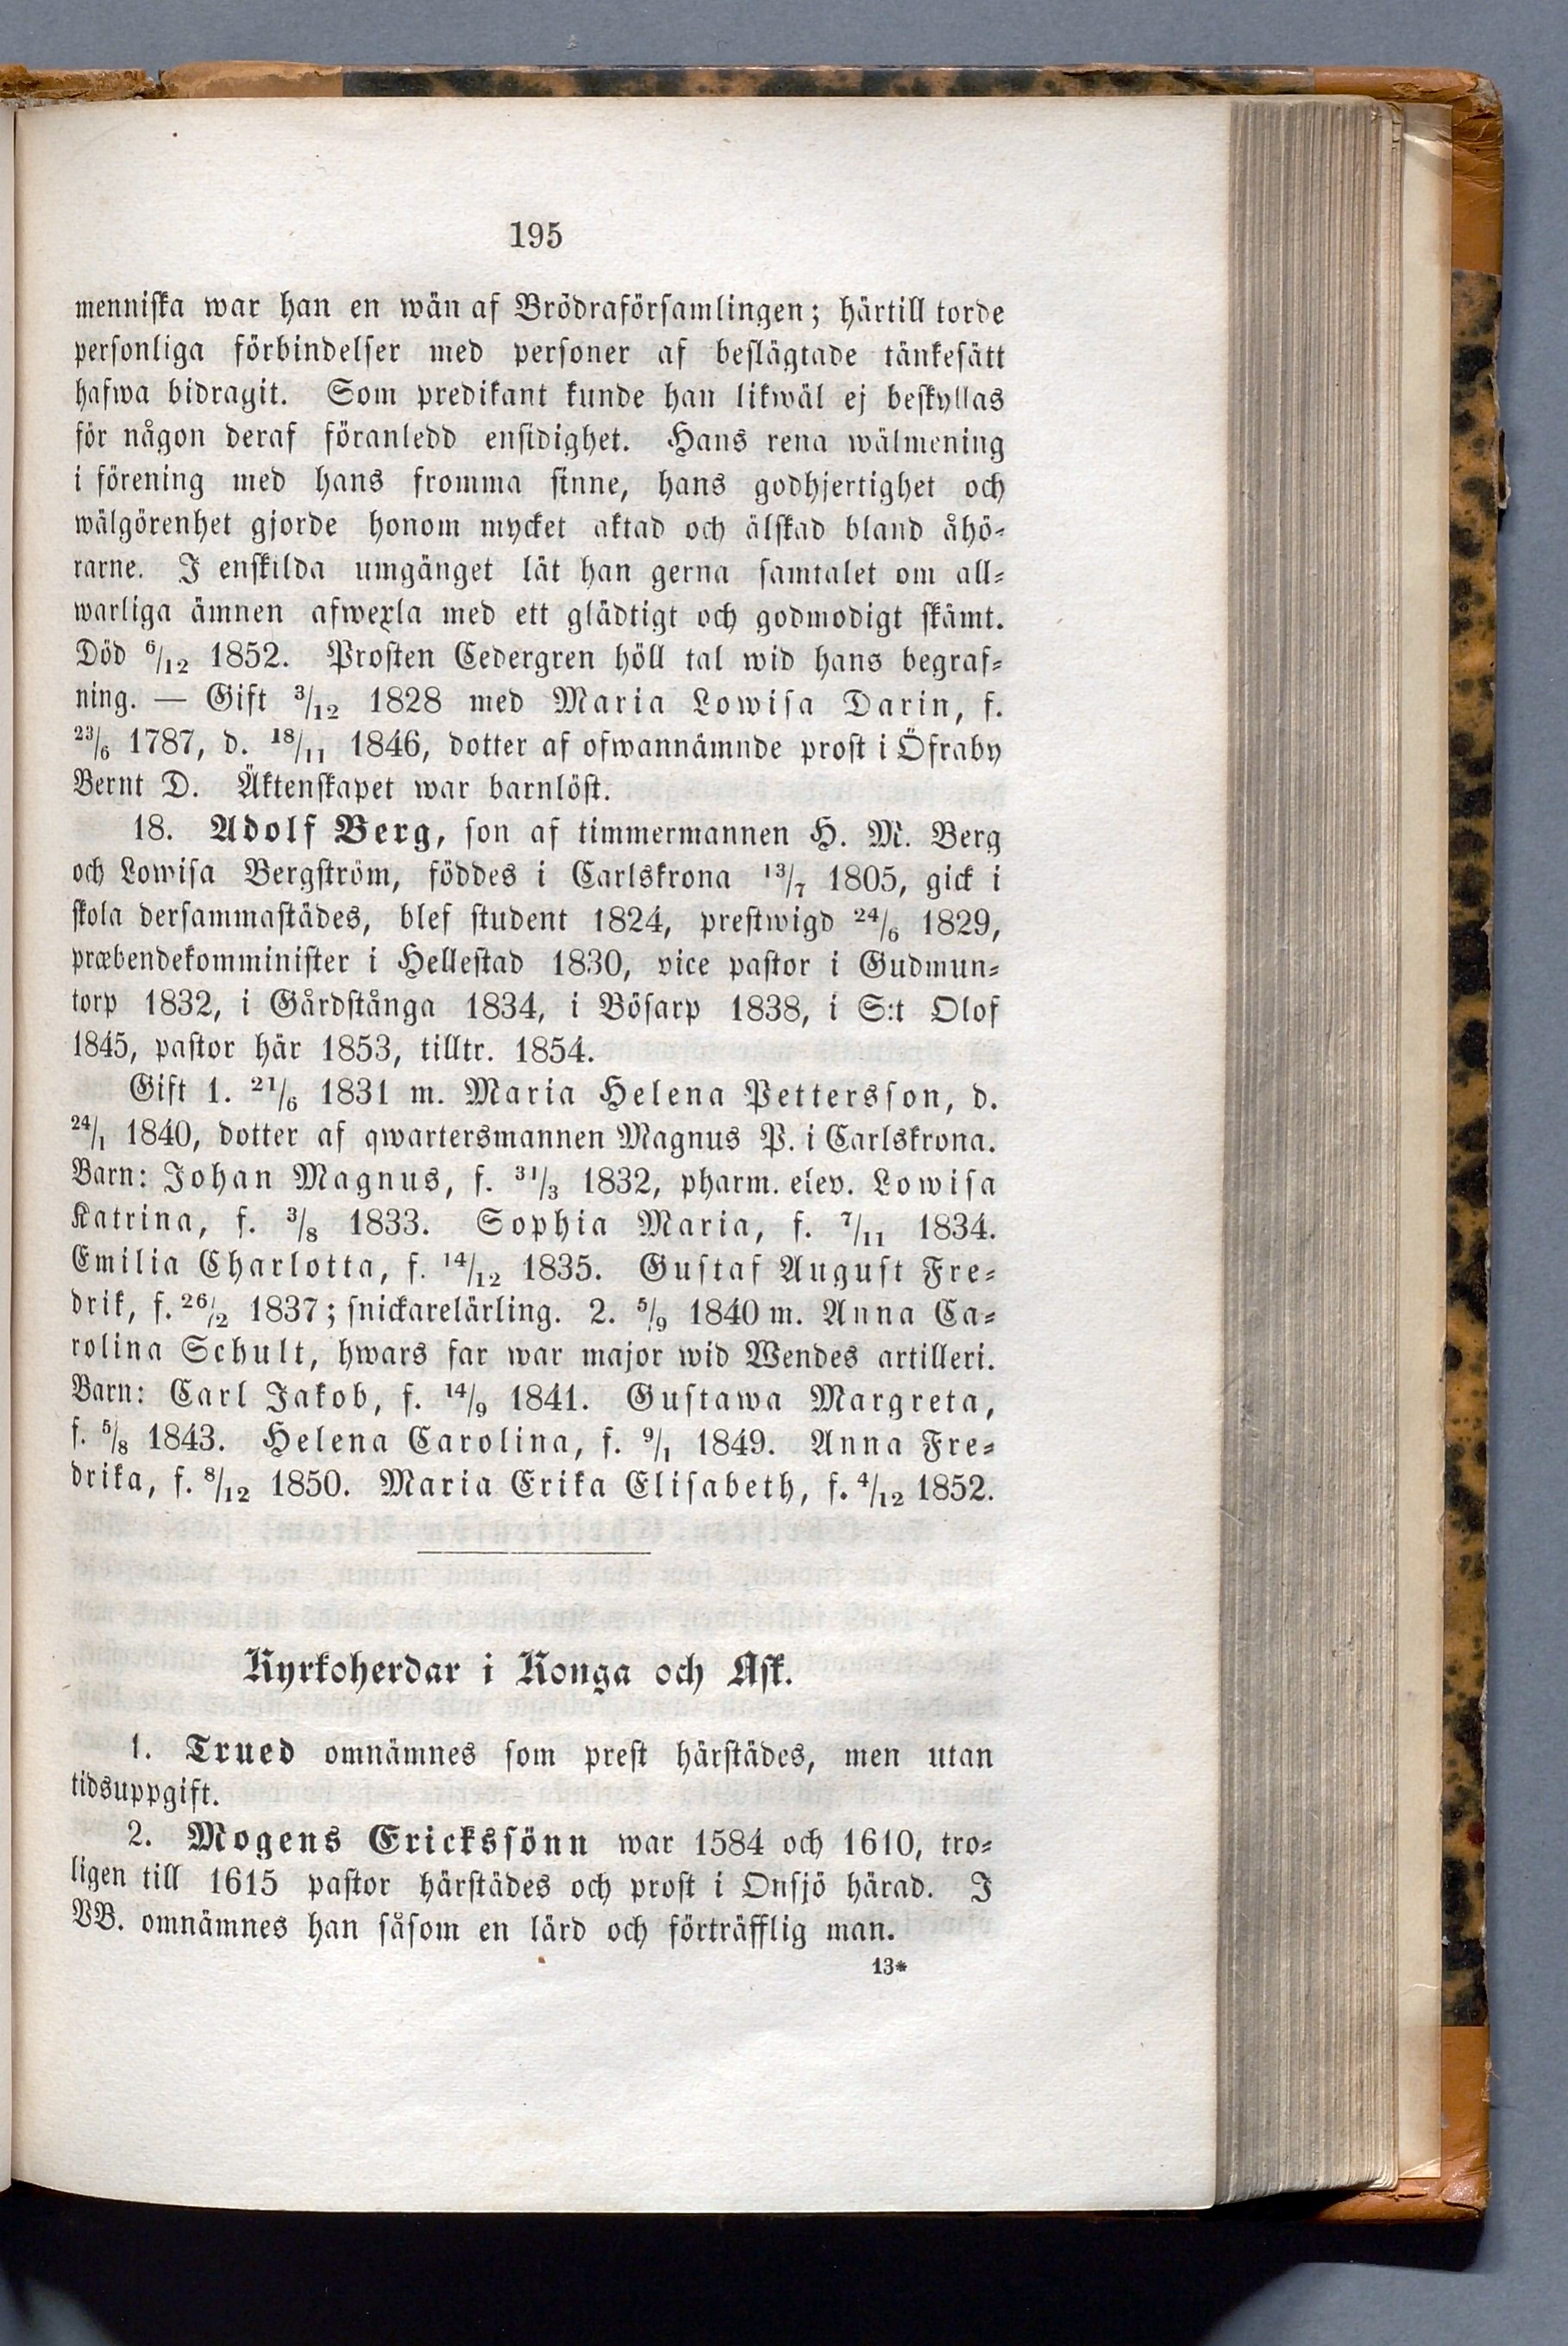 195
menniska war han en wän af Brödraförsamlingen; härtill torde
personliga förbindelser med personer af beslägtade tänkesätt
hafwa bidragit. Som predikant kunde han likwäl ej beskyllas
för någon deraf föranledd ensidighet. Hans rena wälmening
i förening med hans fromma sinne, hans godhjertighet och
wälgörenhet gjorde honom mycket aktad och älskad bland åhö-
rarne. I enskilda umgänget lät han gerna samtalet om all-
warliga ämnen afwexla med ett glädtigt och godmodigt skämt.
Död 6/12 1852. Prosten Cedergren höll tal wid hans begraf-
ning. — Gift 3/12 1828 med Maria Lowisa Darin, f.
23/6 1787, d. 18/11 1846, dotter af ofwannämnde prost i Öfraby
Bernt D. Äktenskapet war barnlöst.
18. Adolf Berg, son af timmermannen H. M. Berg
och Lowisa Bergström, föddes i Carlskrona 13/7 1805, gick i
skola dersammastädes, blef student 1824, prestwigd 24/6 1829,
præbendekomminister i Hellestad 1830, vice pastor i Gudmun-
torp 1832, i Gårdstånga 1834, i Bösarp 1838, i S:t Olof
1845, pastor här 1853, tilltr. 1854.
Gift 1. 21/6 1831 m. Maria Helena Pettersson, d.
24/1 1840, dotter af qwartersmannen Magnus P. i Carlskrona.
Barn: Johan Magnus, f. 31/3 1832, pharm. elev. Lowisa
Katrina, f. 3/8 1833. Sophia Maria, f. 7/11 1834.
Emilia Charlotta, f. 14/12 1835. Gustaf August Fre-
drik, f. 26/2 1837; snickarelärling. 2. 5/9 1840 m. Anna Ca-
rolina Schult, hwars far war major wid Wendes artilleri.
Barn: Carl Jakob, f. 14/9 1841. Gustawa Margreta,
f. 5/8 1843. Helena Carolina, f. 9/1 1849. Anna Fre-
drika, f. 8/12 1850. Maria Erika Elisabeth, f. 4/12 1852.
Kyrkoherdar i Konga och Ask.
1. Trued omnämnes som prest härstädes, men utan
tidsuppgift.
2. Mogens Erickssönn war 1584 och 1610, tro-
ligen till 1615 pastor härstädes och prost i Onsjö härad. I
VB. omnämnes han såsom en lärd och förträfflig man.
13*